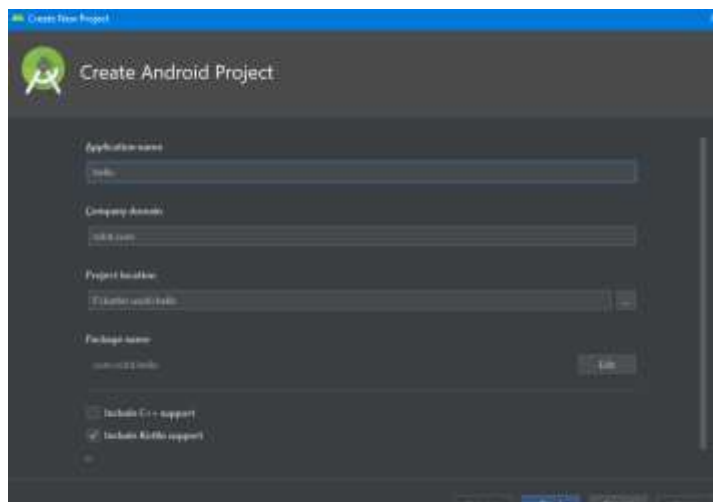 Create New Project
Create Android Project
Application name
hello
Company domain
Project location
...
Package name
Edit
Include C++ support
Include Kotlin support